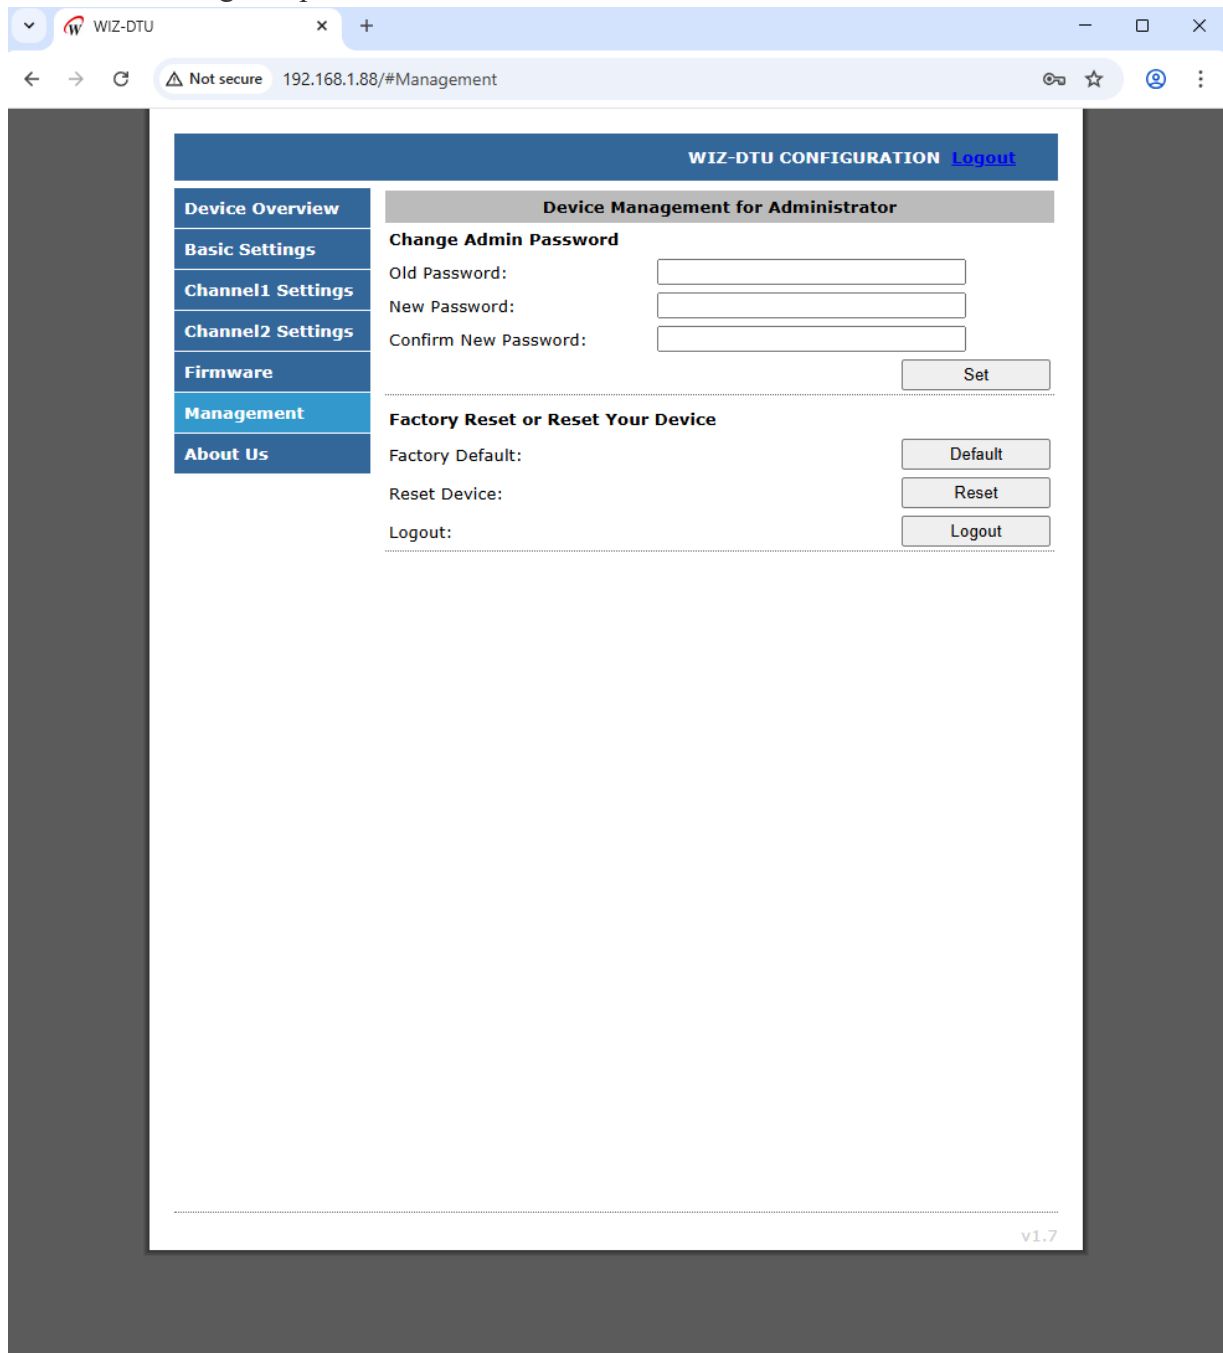 WIZ-DTU
Not secure 192.168.1.88/#Management
WIZ-DTU CONFIGURATION Logout
Device Overview
Basic Settings
Channel1 Settings
Channel2 Settings
Firmware
Management
About Us
Device Management for Administrator
Change Admin Password
Old Password:
New Password:
Confirm New Password:
Set
Factory Reset or Reset Your Device
Factory Default: Default
Reset Device: Reset
Logout: Logout
v1.7